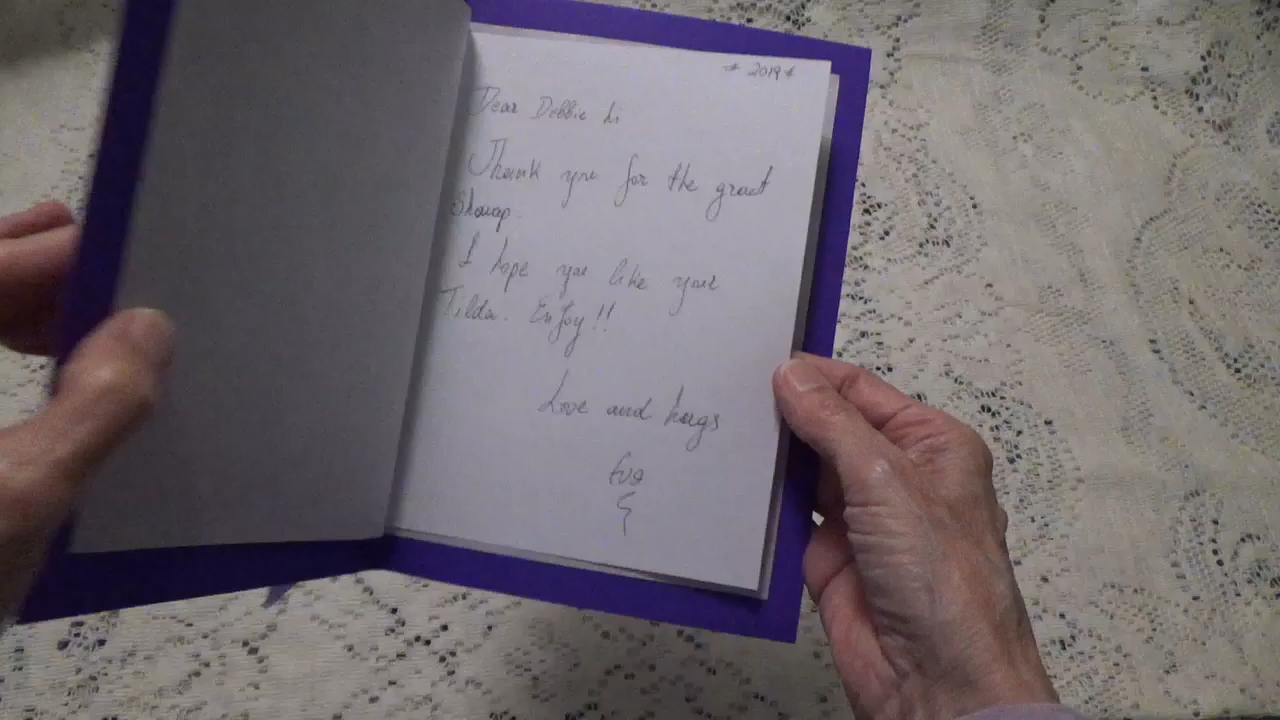 * 2019 *
Dear Debbie Li
Thank you for the great
Shwap.
I hope you like your
Tilda. Enjoy!!
Love and hugs
Eva